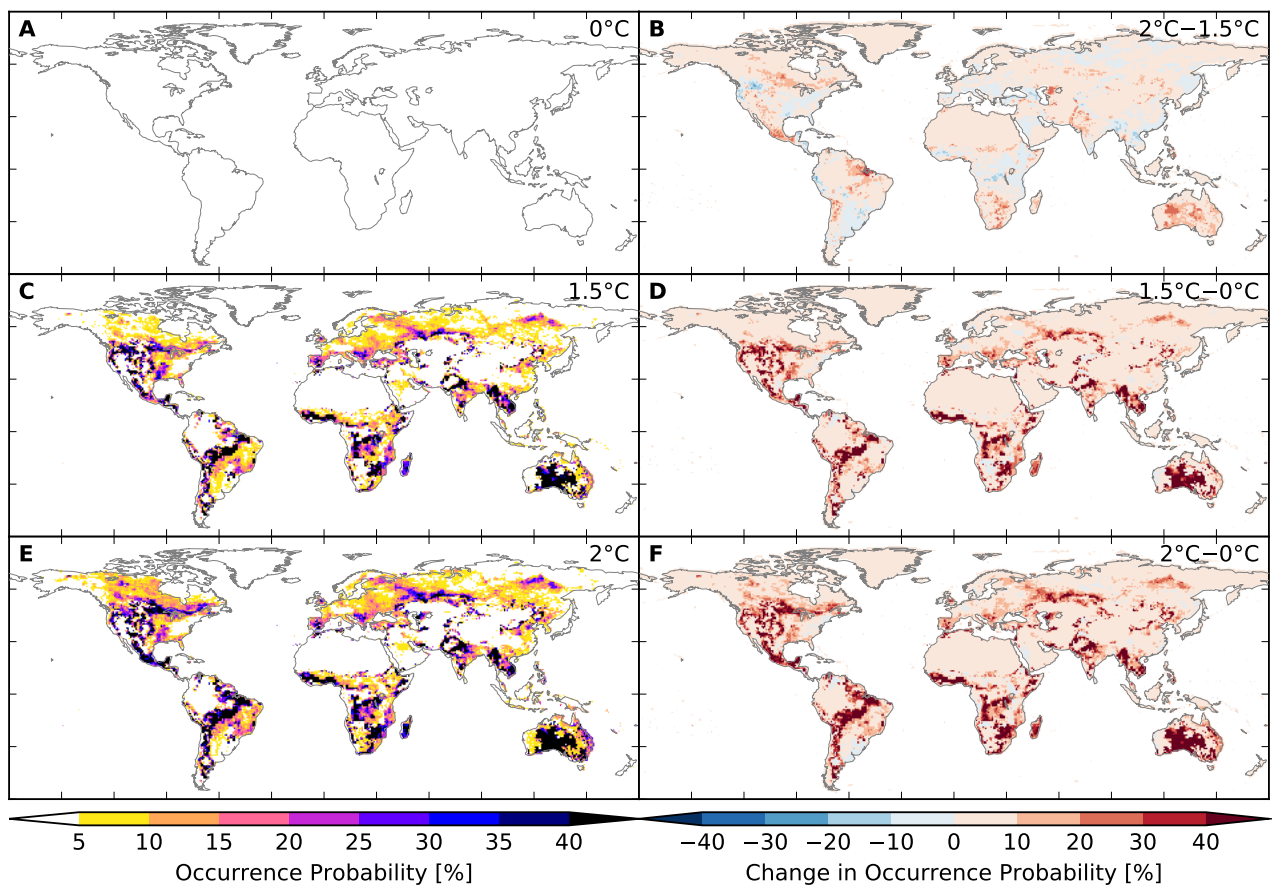 A 0°C
B 2°C−1.5°C
C 1.5°C
D 1.5°C−0°C
E 2°C
F 2°C−0°C
5 10 15 20 25 30 35 40
Occurrence Probability [%]
−40 −30 −20 −10 0 10 20 30 40
Change in Occurrence Probability [%]